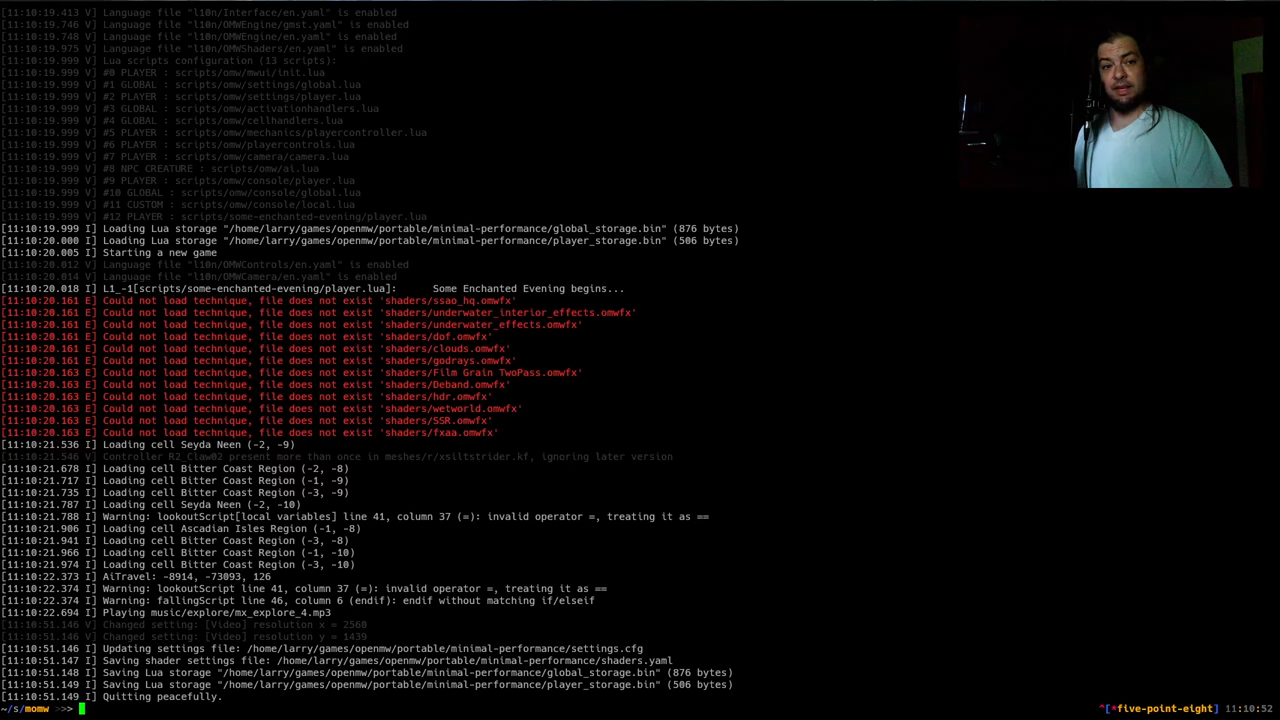 [11:10:19.413 V] Language file "l10n/Interface/en.yaml" is enabled
[11:10:19.746 V] Language file "l10n/OMWEngine/gmst.yaml" is enabled
[11:10:19.748 W] Language file "l10n/OMWEngine/en.yaml" is enabled
[11:10:19.975 V] Language file "l10n/OMWShaders/en.yaml" is enabled
[11:10:19.999 V] Lua scripts configuration (13 scripts):
[11:10:19.999 V] #0 PLAYER : scripts/omw/mwui/init.lua
[11:10:19.999 V] #1 GLOBAL : scripts/omw/settings/global.lua
[11:10:19.999 V] #2 PLAYER : scripts/omw/settings/player.lua
[11:10:19.999 V] #3 GLOBAL : scripts/omw/activationhandlers.lua
[11:10:19.999 V] #4 GLOBAL : scripts/omw/cellhandlers.lua
[11:10:19.999 V] #5 PLAYER : scripts/omw/mechanics/playercontroller.lua
[11:10:19.999 V] #6 PLAYER : scripts/omw/playercontrols.lua
[11:10:19.999 V] #7 PLAYER : scripts/omw/camera/camera.lua
[11:10:19.999 V] #8 NPC CREATURE : scripts/omw/ai.lua
[11:10:19.999 V] #9 PLAYER : scripts/omw/console/player.lua
[11:10:19.999 V] #10 GLOBAL : scripts/omw/console/global.lua
[11:10:19.999 V] #11 CUSTOM : scripts/omw/console/local.lua
[11:10:19.999 V] #12 PLAYER : scripts/some-enchanted-evening/player.lua
[11:10:19.999 I] Loading Lua storage "/home/larry/games/openmw/portable/minimal-performance/global_storage.bin" (876 bytes)
[11:10:20.000 I] Loading Lua storage "/home/larry/games/openmw/portable/minimal-performance/player_storage.bin" (506 bytes)
[11:10:20.005 I] Starting a new game
[11:10:20.012 V] Language file "l10n/OMWControls/en.yaml" is enabled
[11:10:20.014 V] Language file "l10n/OMWCamera/en.yaml" is enabled
[11:10:20.018 I] L1_-1[scripts/some-enchanted-evening/player.lua]: Some Enchanted Evening begins...
[11:10:20.161 E] Could not load technique, file does not exist 'shaders/ssao_hq.omwfx'
[11:10:20.161 E] Could not load technique, file does not exist 'shaders/underwater_interior_effects.omwfx'
[11:10:20.161 E] Could not load technique, file does not exist 'shaders/underwater_effects.omwfx'
[11:10:20.161 E] Could not load technique, file does not exist 'shaders/dof.omwfx'
[11:10:20.161 E] Could not load technique, file does not exist 'shaders/clouds.omwfx'
[11:10:20.161 E] Could not load technique, file does not exist 'shaders/godrays.omwfx'
[11:10:20.163 E] Could not load technique, file does not exist 'shaders/Film Grain TwoPass.omwfx'
[11:10:20.163 E] Could not load technique, file does not exist 'shaders/Deband.omwfx'
[11:10:20.163 E] Could not load technique, file does not exist 'shaders/hdr.omwfx'
[11:10:20.163 E] Could not load technique, file does not exist 'shaders/wetworld.omwfx'
[11:10:20.163 E] Could not load technique, file does not exist 'shaders/SSR.omwfx'
[11:10:20.163 E] Could not load technique, file does not exist 'shaders/fxaa.omwfx'
[11:10:21.536 I] Loading cell Seyda Neen (-2, -9)
[11:10:21.546 V] Controller R2_Claw02 present more than once in meshes/r/xsiltstrider.kf, ignoring later version
[11:10:21.678 I] Loading cell Bitter Coast Region (-2, -8)
[11:10:21.717 I] Loading cell Bitter Coast Region (-1, -9)
[11:10:21.735 I] Loading cell Bitter Coast Region (-3, -9)
[11:10:21.787 I] Loading cell Seyda Neen (-2, -10)
[11:10:21.788 I] Warning: lookoutScript[local variables] line 41, column 37 (=): invalid operator =, treating it as ==
[11:10:21.906 I] Loading cell Ascadian Isles Region (-1, -8)
[11:10:21.941 I] Loading cell Bitter Coast Region (-3, -8)
[11:10:21.966 I] Loading cell Bitter Coast Region (-1, -10)
[11:10:21.974 I] Loading cell Bitter Coast Region (-3, -10)
[11:10:22.373 I] AiTravel: -8914, -73093, 126
[11:10:22.374 I] Warning: lookoutScript line 41, column 37 (=): invalid operator =, treating it as ==
[11:10:22.374 I] Warning: fallingScript line 46, column 6 (endif): endif without matching if/elseif
[11:10:22.694 I] Playing music/explore/mx_explore_4.mp3
[11:10:51.146 V] Changed setting: [Video] resolution x = 2560
[11:10:51.146 V] Changed setting: [Video] resolution y = 1439
[11:10:51.146 I] Updating settings file: /home/larry/games/openmw/portable/minimal-performance/settings.cfg
[11:10:51.147 I] Saving shader settings file: /home/larry/games/openmw/portable/minimal-performance/shaders.yaml
[11:10:51.148 I] Saving Lua storage "/home/larry/games/openmw/portable/minimal-performance/global_storage.bin" (876 bytes)
[11:10:51.149 I] Saving Lua storage "/home/larry/games/openmw/portable/minimal-performance/player_storage.bin" (506 bytes)
[11:10:51.149 I] Quitting peacefully.
~/s/momw >>> ^[*five-point-eight] 11:10:52